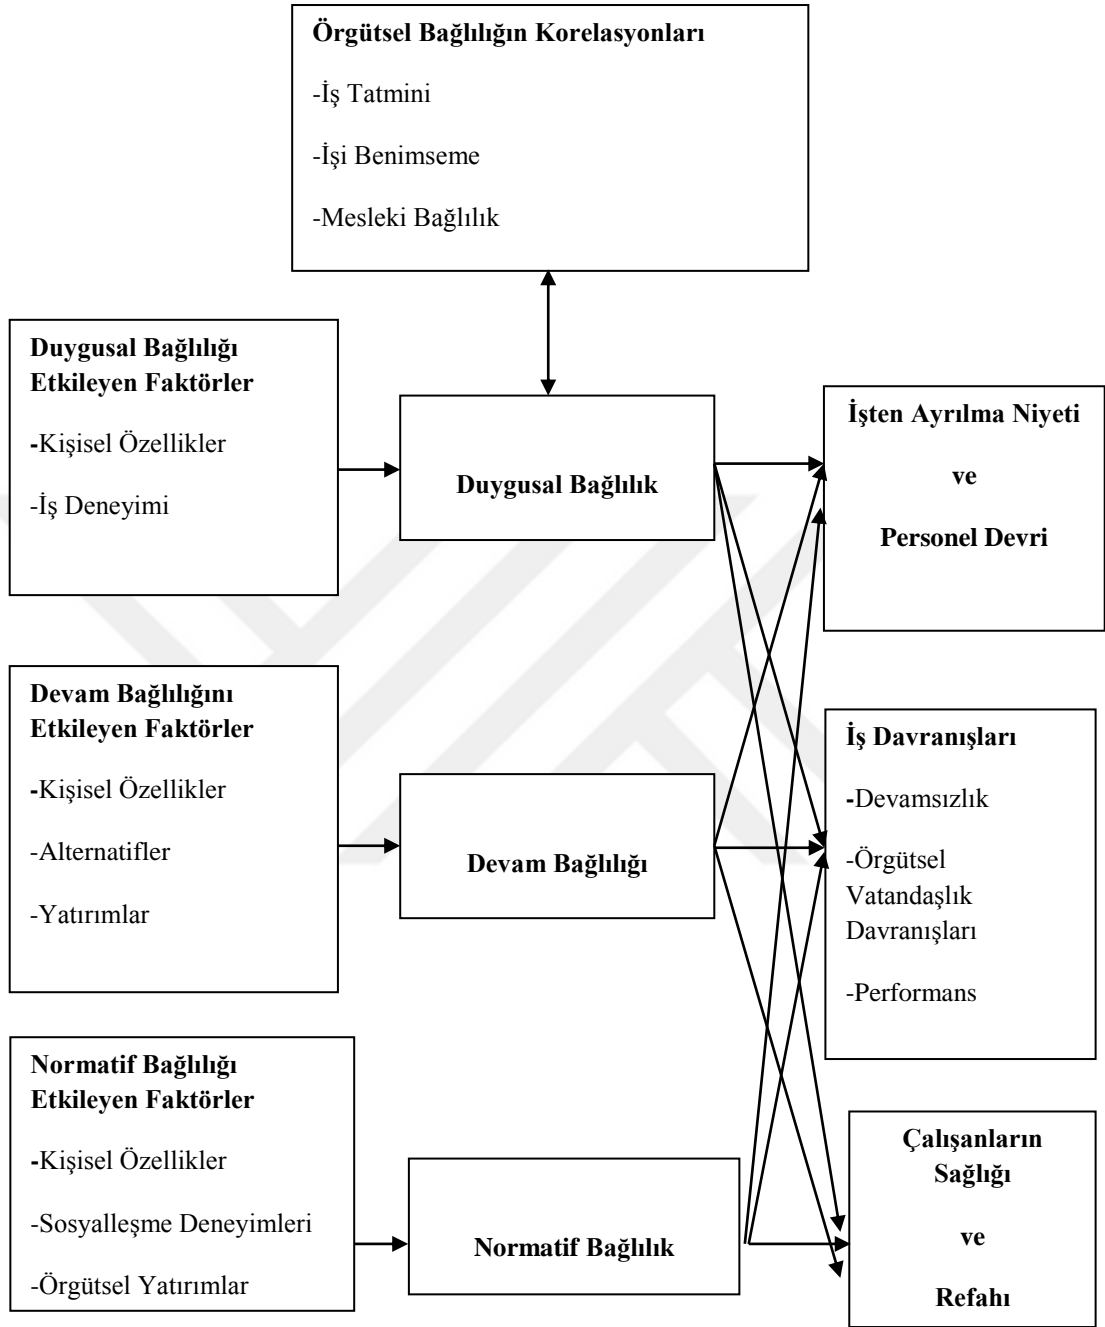 Örgütsel Bağlılığın Korelasyonları
-İş Tatmini
-İşi Benimseme
-Mesleki Bağlılık
Duygusal Bağlılığı
Etkileyen Faktörler
-Kişisel Özellikler
-İş Deneyimi
Duygusal Bağlılık
İşten Ayrılma Niyeti
ve
Personel Devri
Devam Bağlılığını
Etkileyen Faktörler
-Kişisel Özellikler
-Alternatifler
-Yatırımlar
Devam Bağlılığı
İş Davranışları
-Devamsızlık
-Örgütsel
Vatandaşlık
Davranışları
-Performans
Normatif Bağlılığı
Etkileyen Faktörler
-Kişisel Özellikler
-Sosyalleşme Deneyimleri
-Örgütsel Yatırımlar
Normatif Bağlılık
Çalışanların
Sağlığı
ve
Refahı